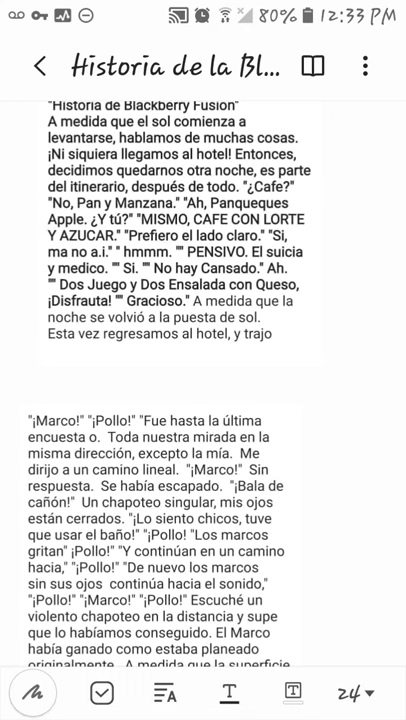 80% 12:33 PM
Historia de la Bl...
"Historia de Blackberry Fusion"
A medida que el sol comienza a
levantarse, hablamos de muchas cosas.
¡Ni siquiera llegamos al hotel! Entonces,
decidimos quedarnos otra noche, es parte
del itinerario, después de todo. "¿Cafe?"
"No, Pan y Manzana." "Ah, Panqueques
Apple. ¿Y tú?" "MISMO, CAFE CON LORTE
Y AZUCAR." "Prefiero el lado claro." "Si,
ma no a.i." " hmmm. "" PENSIVO. El suicia
y medico. "" Si. "" No hay Cansado." Ah.
"" Dos Juego y Dos Ensalada con Queso,
¡Disfruta! "" Gracioso." A medida que la
noche se volvió a la puesta de sol.
Esta vez regresamos al hotel, y trajo
"¡Marco!" "¡Pollo!" "Fue hasta la última
encuesta o.  Toda nuestra mirada en la
misma dirección, excepto la mía.  Me
dirijo a un camino lineal.  "¡Marco!"  Sin
respuesta.  Se había escapado.  "¡Bala de
cañón!"  Un chapoteo singular, mis ojos
están cerrados. "¡Lo siento chicos, tuve
que usar el baño!" "¡Pollo! "Los marcos
gritan" ¡Pollo!" "Y continúan en un camino
hacia," "¡Pollo!" "De nuevo los marcos
sin sus ojos  continúa hacia el sonido,"
"¡Pollo!" "¡Marco!" "¡Pollo!" Escuché un
violento chapoteo en la distancia y supe
que lo habíamos conseguido. El Marco
había ganado como estaba planeado
originalmente.  A medida que la superficie
A T T 24